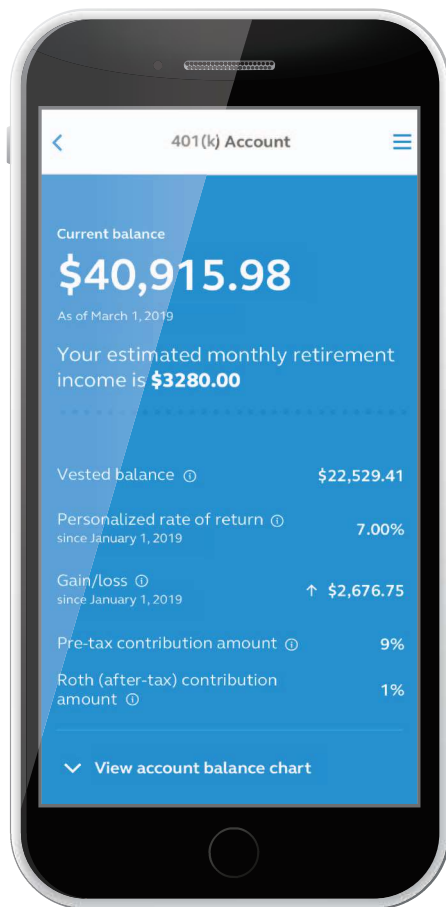 401(k) Account
Current balance
$40,915.98
As of March 1, 2019
Your estimated monthly retirement
income is $3280.00
Vested balance
$22,529.41
Personalized rate of return
since January 1, 2019
7.00%
Gain/loss
since January 1, 2019
↑ $2,676.75
Pre-tax contribution amount
9%
Roth (after-tax) contribution
amount
1%
View account balance chart